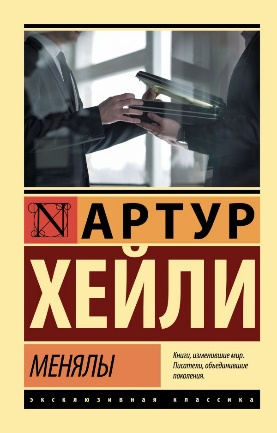 N АРТУР
ХЕЙЛИ
МЕНЯЛЫ
Книги, изменившие мир.
Писатели, объединившие
поколения.
эксклюзивная классика